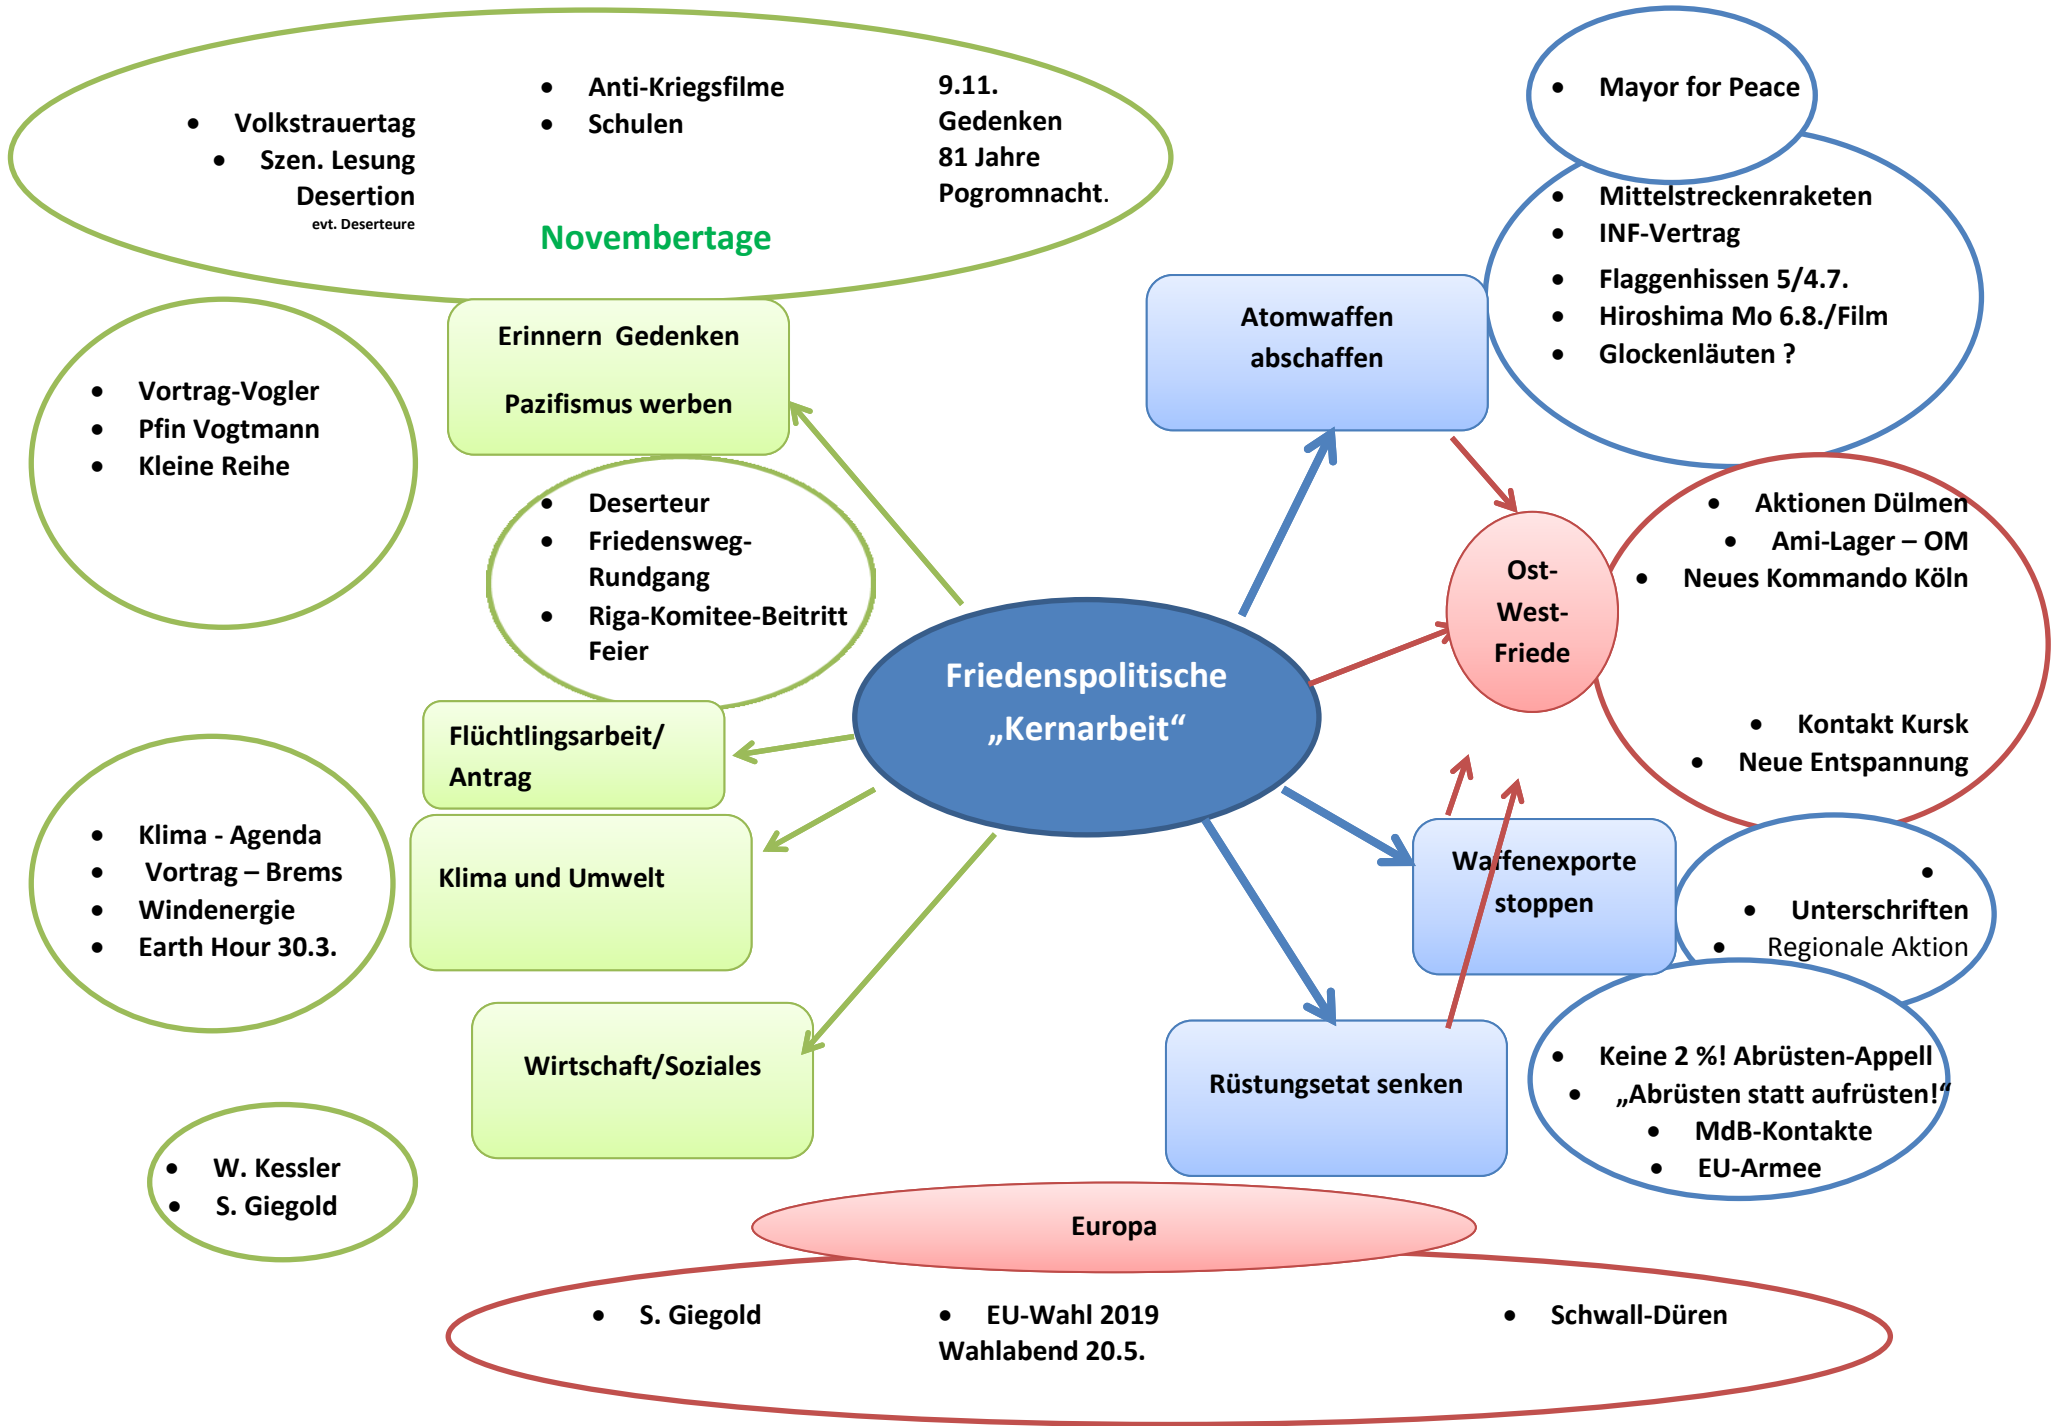 • Volkstrauertag
• Szen. Lesung
Desertion
evt. Deserteure
• Anti-Kriegsfilme
• Schulen
9.11.
Gedenken
81 Jahre
Pogromnacht.
Novembertage
• Mayor for Peace
• Mittelstreckenraketen
• INF-Vertrag
• Flaggenhissen 5/4.7.
• Hiroshima Mo 6.8./Film
• Glockenläuten ?
Erinnern Gedenken
Pazifismus werben
Atomwaffen
abschaffen
• Vortrag-Vogler
• Pfin Vogtmann
• Kleine Reihe
• Deserteur
• Friedensweg-
Rundgang
• Riga-Komitee-Beitritt
Feier
Ost-
West-
Friede
• Aktionen Dülmen
• Ami-Lager – OM
• Neues Kommando Köln
• Kontakt Kursk
• Neue Entspannung
Friedenspolitische
„Kernarbeit“
Flüchtlingsarbeit/
Antrag
• Klima - Agenda
• Vortrag – Brems
• Windenergie
• Earth Hour 30.3.
Klima und Umwelt
Waffenexporte
stoppen
•
• Unterschriften
• Regionale Aktion
Wirtschaft/Soziales
Rüstungsetat senken
• Keine 2 %! Abrüsten-Appell
• „Abrüsten statt aufrüsten!“
• MdB-Kontakte
• EU-Armee
• W. Kessler
• S. Giegold
Europa
• S. Giegold
• EU-Wahl 2019
Wahlabend 20.5.
• Schwall-Düren